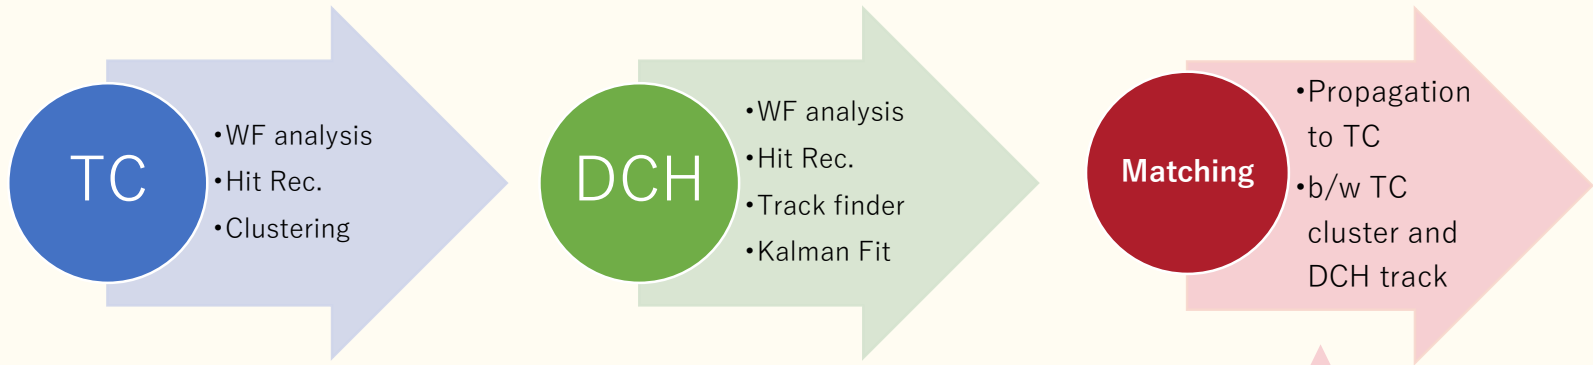 TC
•WF analysis
•Hit Rec.
•Clustering
DCH
•WF analysis
•Hit Rec.
•Track finder
•Kalman Fit
Matching
•Propagation
to TC
•b/w TC
cluster and
DCH track